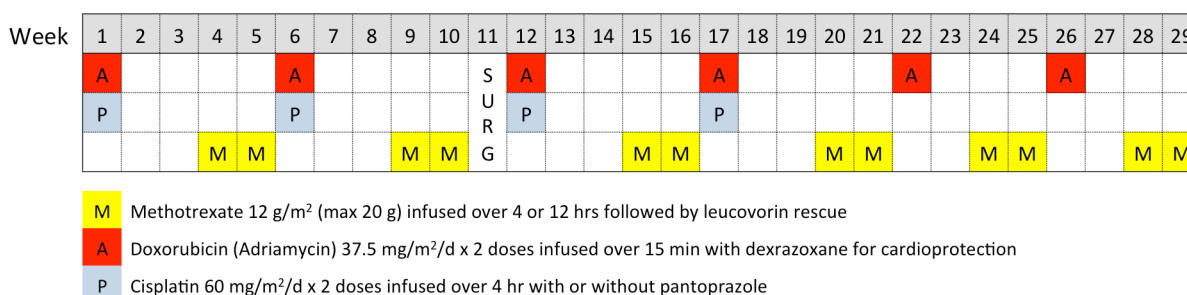 Week 1 2 3 4 5 6 7 8 9 10 11 12 13 14 15 16 17 18 19 20 21 22 23 24 25 26 27 28 29
A A S A A A A
P P U P P
R
M M M M G M M M M M M M M
M Methotrexate 12 g/m² (max 20 g) infused over 4 or 12 hrs followed by leucovorin rescue
A Doxorubicin (Adriamycin) 37.5 mg/m²/d x 2 doses infused over 15 min with dexrazoxane for cardioprotection
P Cisplatin 60 mg/m²/d x 2 doses infused over 4 hr with or without pantoprazole